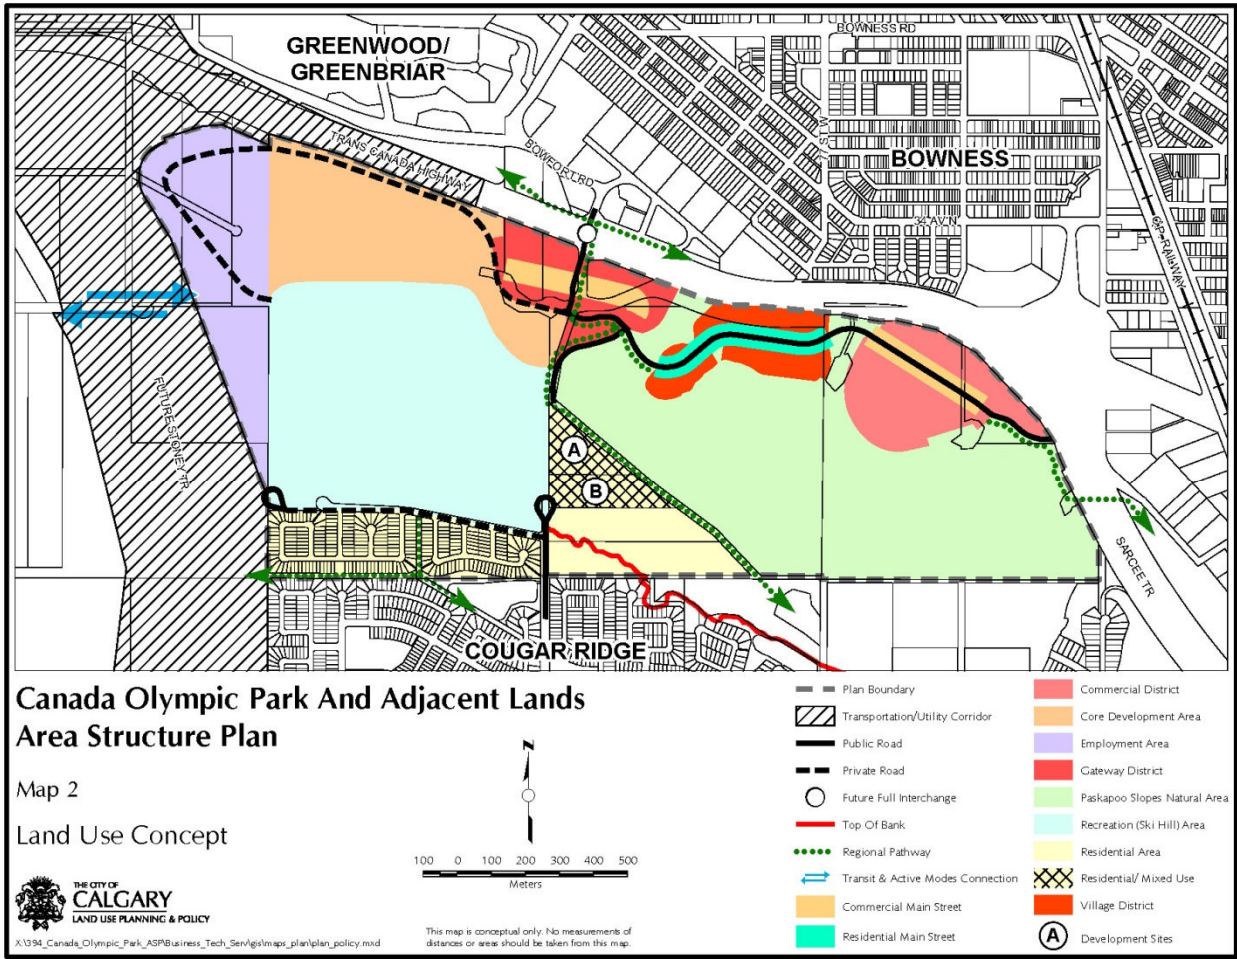 BOWNESS RD
GREENWOOD/
GREENBRIAR
TRANS CANADA HIGHWAY
BOWFORT RD
BOWNESS
34 AV N
C.P. RAILWAY
FUTURE STONEY TR
A
B
SARCEE TR
COUGAR RIDGE
Canada Olympic Park And Adjacent Lands
Area Structure Plan
Map 2
Land Use Concept
THE CITY OF
CALGARY
LAND USE PLANNING & POLICY
X:\394_Canada_Olympic_Park_ASP\Business_Tech_Serv\gis\maps_plan\plan_policy.mxd
N
100 0 100 200 300 400 500
Meters
This map is conceptual only. No measurements of
distances or areas should be taken from this map.
Plan Boundary
Transportation/Utility Corridor
Public Road
Private Road
Future Full Interchange
Top Of Bank
Regional Pathway
Transit & Active Modes Connection
Commercial Main Street
Residential Main Street
Commercial District
Core Development Area
Employment Area
Gateway District
Paskapoo Slopes Natural Area
Recreation (Ski Hill) Area
Residential Area
Residential/ Mixed Use
Village District
A
Development Sites